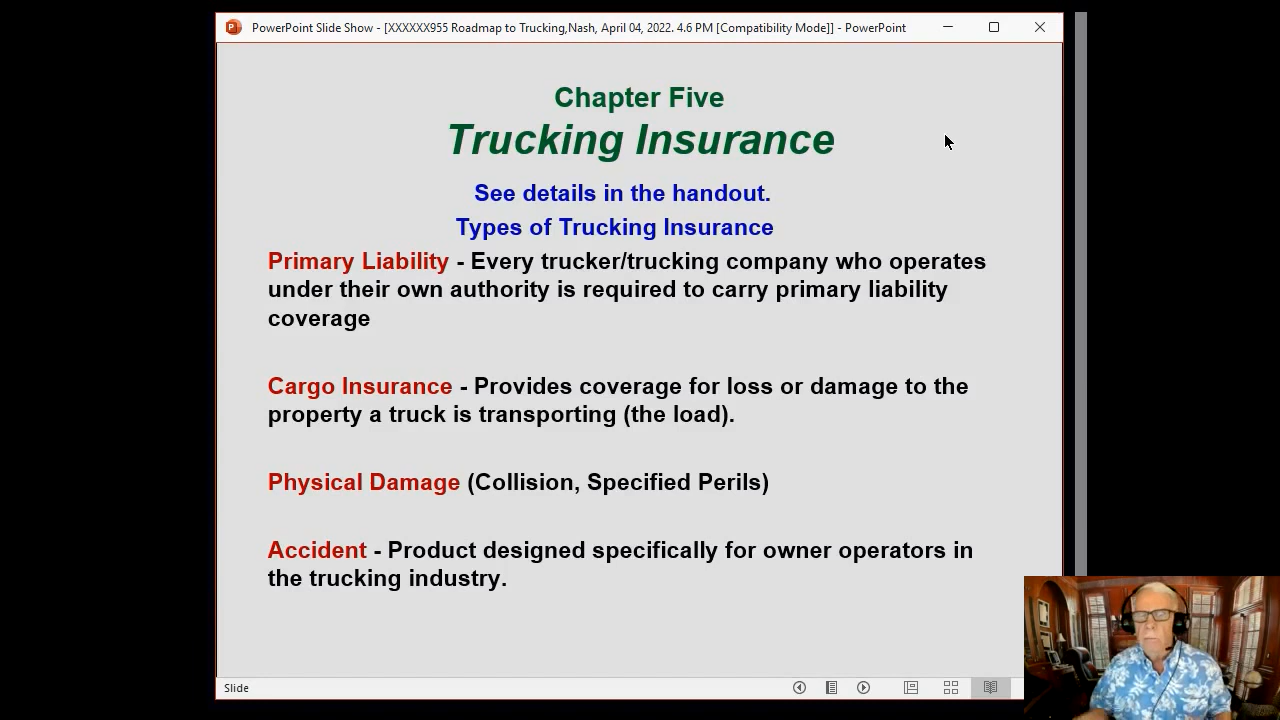 PowerPoint Slide Show - [XXXXXX955 Roadmap to Trucking,Nash, April 04, 2022. 4.6 PM [Compatibility Mode]] - PowerPoint
Chapter Five
Trucking Insurance
See details in the handout.
Types of Trucking Insurance
Primary Liability - Every trucker/trucking company who operates
under their own authority is required to carry primary liability
coverage
Cargo Insurance - Provides coverage for loss or damage to the
property a truck is transporting (the load).
Physical Damage (Collision, Specified Perils)
Accident - Product designed specifically for owner operators in
the trucking industry.
Slide